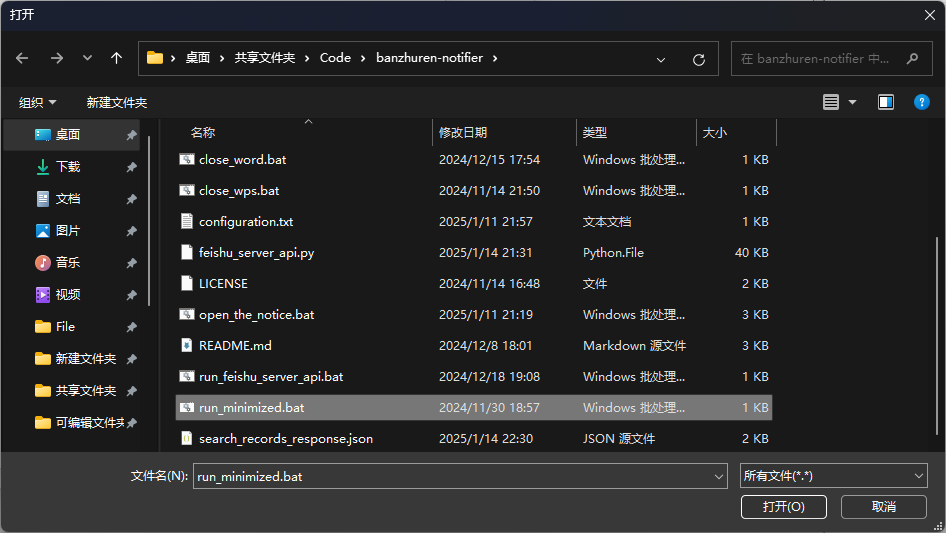 打开
桌面 共享文件夹 Code banzhuren-notifier 在 banzhuren-notifier 中...
组织 新建文件夹 ?
桌面
下载
文档
图片
音乐
视频
File
新建文件夹
共享文件夹
可编辑文件夹
名称 修改日期 类型 大小
close_word.bat 2024/12/15 17:54 Windows 批处理... 1 KB
close_wps.bat 2024/11/14 21:50 Windows 批处理... 1 KB
configuration.txt 2025/1/11 21:57 文本文档 1 KB
feishu_server_api.py 2025/1/14 21:31 Python.File 40 KB
LICENSE 2024/11/14 16:48 文件 2 KB
open_the_notice.bat 2025/1/11 21:19 Windows 批处理... 3 KB
README.md 2024/12/8 18:01 Markdown 源文件 3 KB
run_feishu_server_api.bat 2024/12/18 19:08 Windows 批处理... 1 KB
run_minimized.bat 2024/11/30 18:57 Windows 批处理... 1 KB
search_records_response.json 2025/1/14 22:30 JSON 源文件 2 KB
文件名(N): run_minimized.bat 所有文件(*.*)
打开(O) 取消